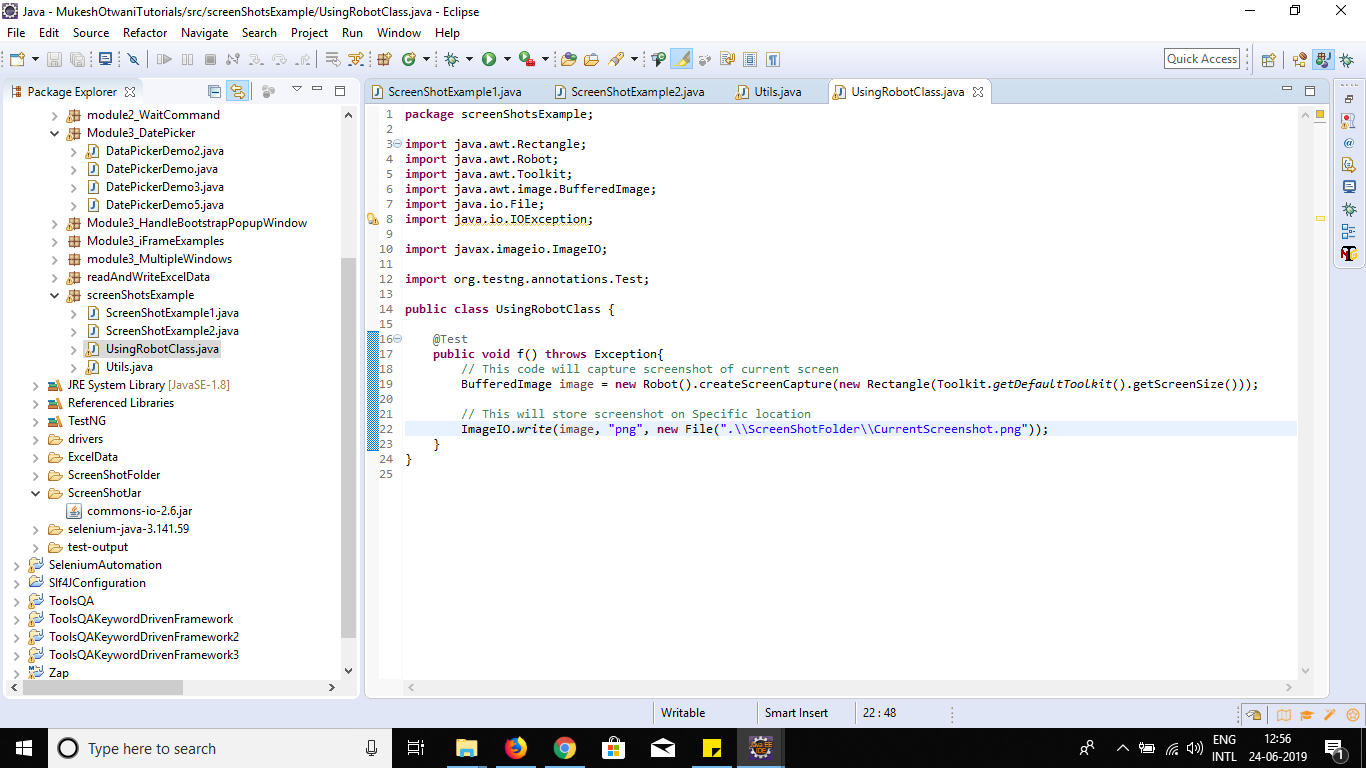 Java - MukeshOtwaniTutorials/src/screenShotsExample/UsingRobotClass.java - Eclipse
File Edit Source Refactor Navigate Search Project Run Window Help
Quick Access
Package Explorer
module2_WaitCommand
Module3_DatePicker
DataPickerDemo2.java
DatePickerDemo.java
DatePickerDemo3.java
DatePickerDemo5.java
Module3_HandleBootstrapPopupWindow
Module3_iFrameExamples
module3_MultipleWindows
readAndWriteExcelData
screenShotsExample
ScreenShotExample1.java
ScreenShotExample2.java
UsingRobotClass.java
Utils.java
JRE System Library [JavaSE-1.8]
Referenced Libraries
TestNG
drivers
ExcelData
ScreenShotFolder
ScreenShotJar
commons-io-2.6.jar
selenium-java-3.141.59
test-output
SeleniumAutomation
Slf4JConfiguration
ToolsQA
ToolsQAKeywordDrivenFramework
ToolsQAKeywordDrivenFramework2
ToolsQAKeywordDrivenFramework3
Zap
ScreenShotExample1.java ScreenShotExample2.java Utils.java UsingRobotClass.java
1 package screenShotsExample;
2
3 import java.awt.Rectangle;
4 import java.awt.Robot;
5 import java.awt.Toolkit;
6 import java.awt.image.BufferedImage;
7 import java.io.File;
8 import java.io.IOException;
9
10 import javax.imageio.ImageIO;
11
12 import org.testng.annotations.Test;
13
14 public class UsingRobotClass {
15
16 @Test
17 public void f() throws Exception{
18 // This code will capture screenshot of current screen
19 BufferedImage image = new Robot().createScreenCapture(new Rectangle(Toolkit.getDefaultToolkit().getScreenSize()));
20
21 // This will store screenshot on Specific location
22 ImageIO.write(image, "png", new File(".\\ScreenShotFolder\\CurrentScreenshot.png"));
23 }
24 }
25
Writable Smart Insert 22 : 48
Type here to search
ENG
INTL
12:56
24-06-2019
1